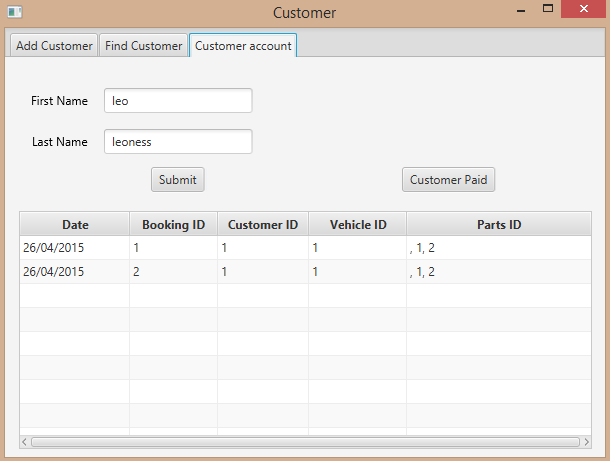 Customer
Add Customer Find Customer Customer account
First Name leo
Last Name leoness
Submit Customer Paid
Date Booking ID Customer ID Vehicle ID Parts ID
26/04/2015 1 1 1 , 1, 2
26/04/2015 2 1 1 , 1, 2